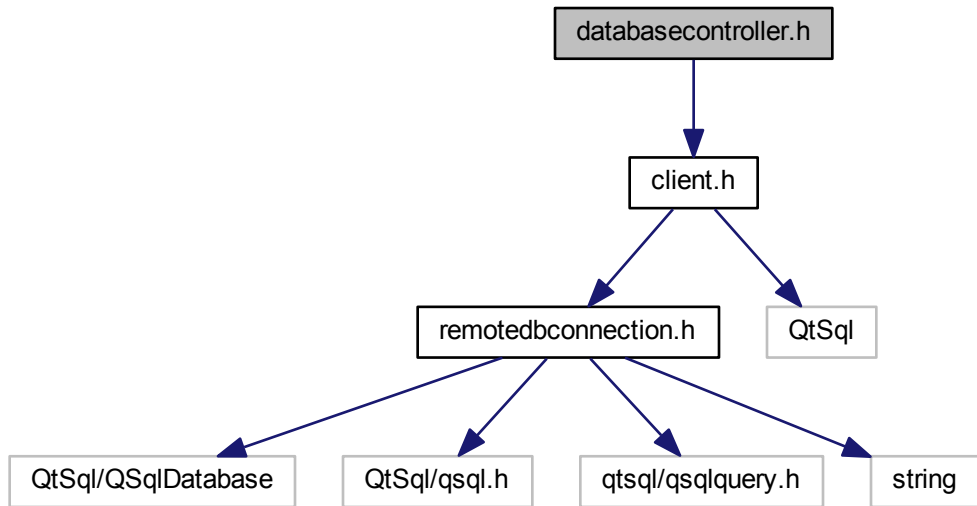 databasecontroller.h
client.h
remotedbconnection.h
QtSql
QtSql/QSqlDatabase
QtSql/qsql.h
qtsql/qsqlquery.h
string